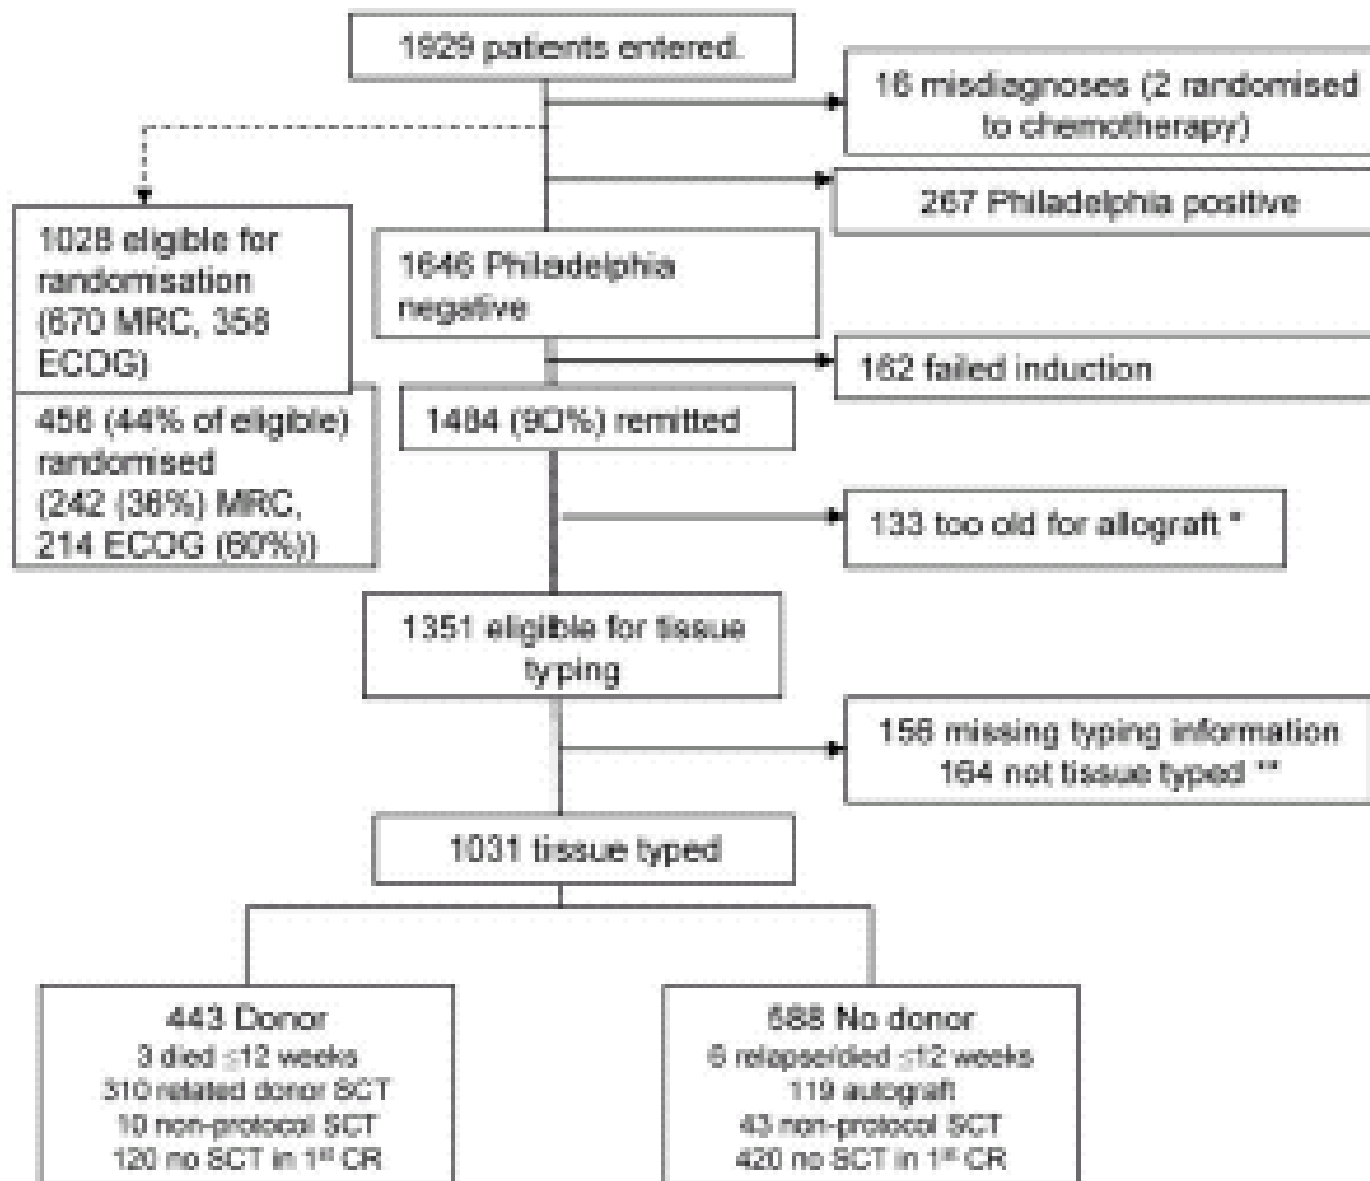 1929 patients entered.
16 misdiagnoses (2 randomised
to chemotherapy)
267 Philadelphia positive
1028 eligible for
randomisation
(670 MRC, 358
ECOG)
1646 Philadelphia
negative
162 failed induction
456 (44% of eligible)
randomised
(242 (36%) MRC,
214 ECOG (60%))
1484 (90%) remitted
133 too old for allograft *
1351 eligible for tissue
typing
156 missing typing information
164 not tissue typed **
1031 tissue typed
443 Donor
3 died ≤12 weeks
310 related donor SCT
10 non-protocol SCT
120 no SCT in 1st CR
588 No donor
6 relapse/died ≤12 weeks
119 autograft
43 non-protocol SCT
420 no SCT in 1st CR